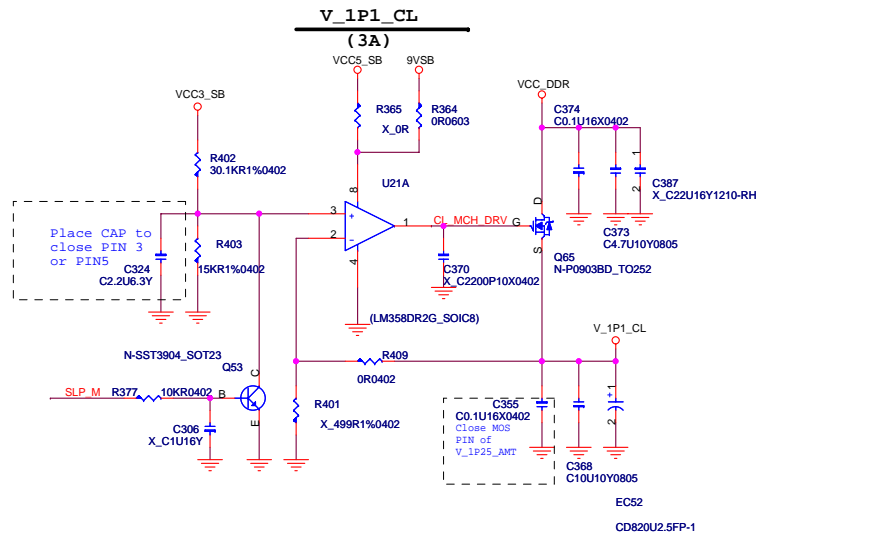 V_1P1_CL
(3A)
VCC5_SB
9VSB
VCC3_SB
VCC_DDR
R365
X_0R
R364
0R0603
C374
C0.1U16X0402
R402
30.1KR1%0402
U21A
8
3
+
2
-
1
4
CL_MCH_DRV
G
D
S
1
2
C387
X_C22U16Y1210-RH
C373
C4.7U10Y0805
Q65
N-P0903BD_TO252
Place CAP to
close PIN 3
or PIN5
C324
C2.2U6.3Y
R403
15KR1%0402
C370
X_C2200P10X0402
(LM358DR2G_SOIC8)
V_1P1_CL
N-SST3904_SOT23
Q53
R409
0R0402
SLP_M
R377
10KR0402
B
C
E
C306
X_C1U16Y
R401
X_499R1%0402
C355
C0.1U16X0402
Close MOS
PIN of
V_1P25_AMT
+
1
2
C368
C10U10Y0805
EC52
CD820U2.5FP-1